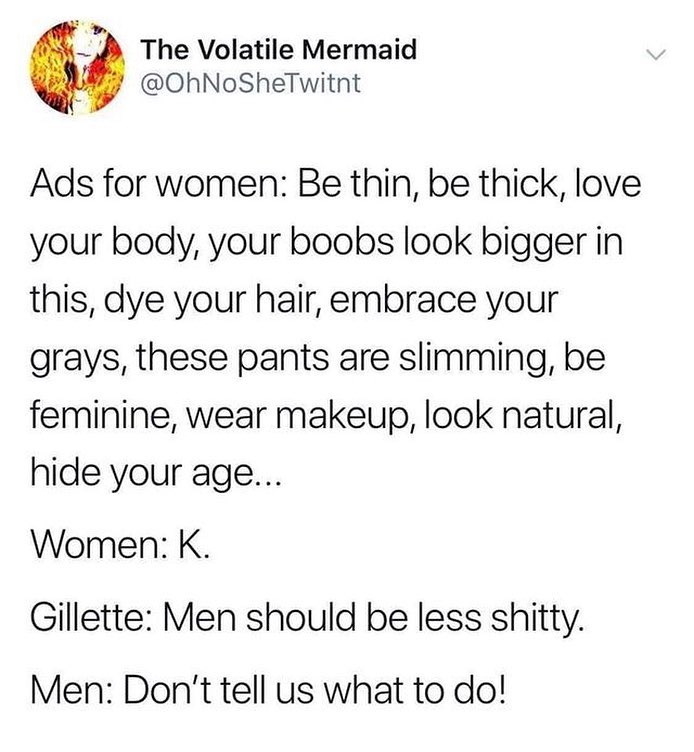 The Volatile Mermaid
@OhNoSheTwitnt
Ads for women: Be thin, be thick, love
your body, your boobs look bigger in
this, dye your hair, embrace your
grays, these pants are slimming, be
feminine, wear makeup, look natural,
hide your age...
Women: K.
Gillette: Men should be less shitty.
Men: Don't tell us what to do!